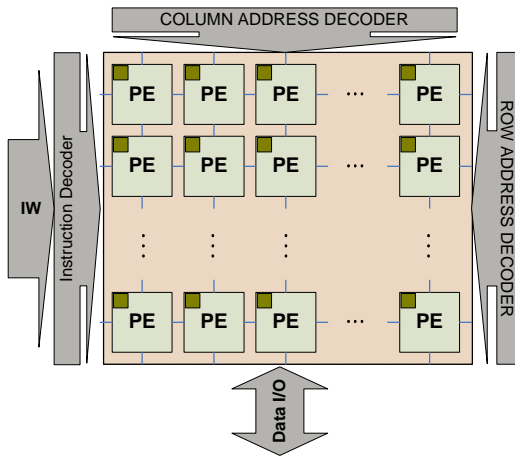 COLUMN ADDRESS DECODER
PE PE PE ... PE
PE PE PE ... PE
IW
Instruction Decoder
ROW ADDRESS DECODER
PE PE PE ... PE
Data I/O